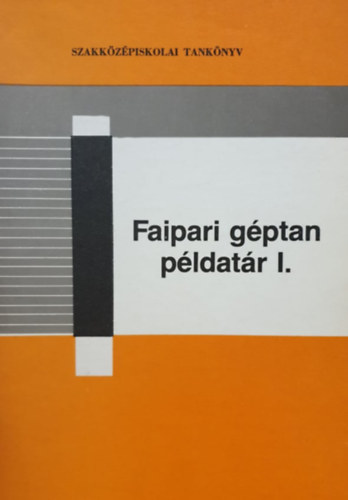 SZAKKÖZÉPISKOLAI TANKÖNYV
Faipari géptan
példatár I.